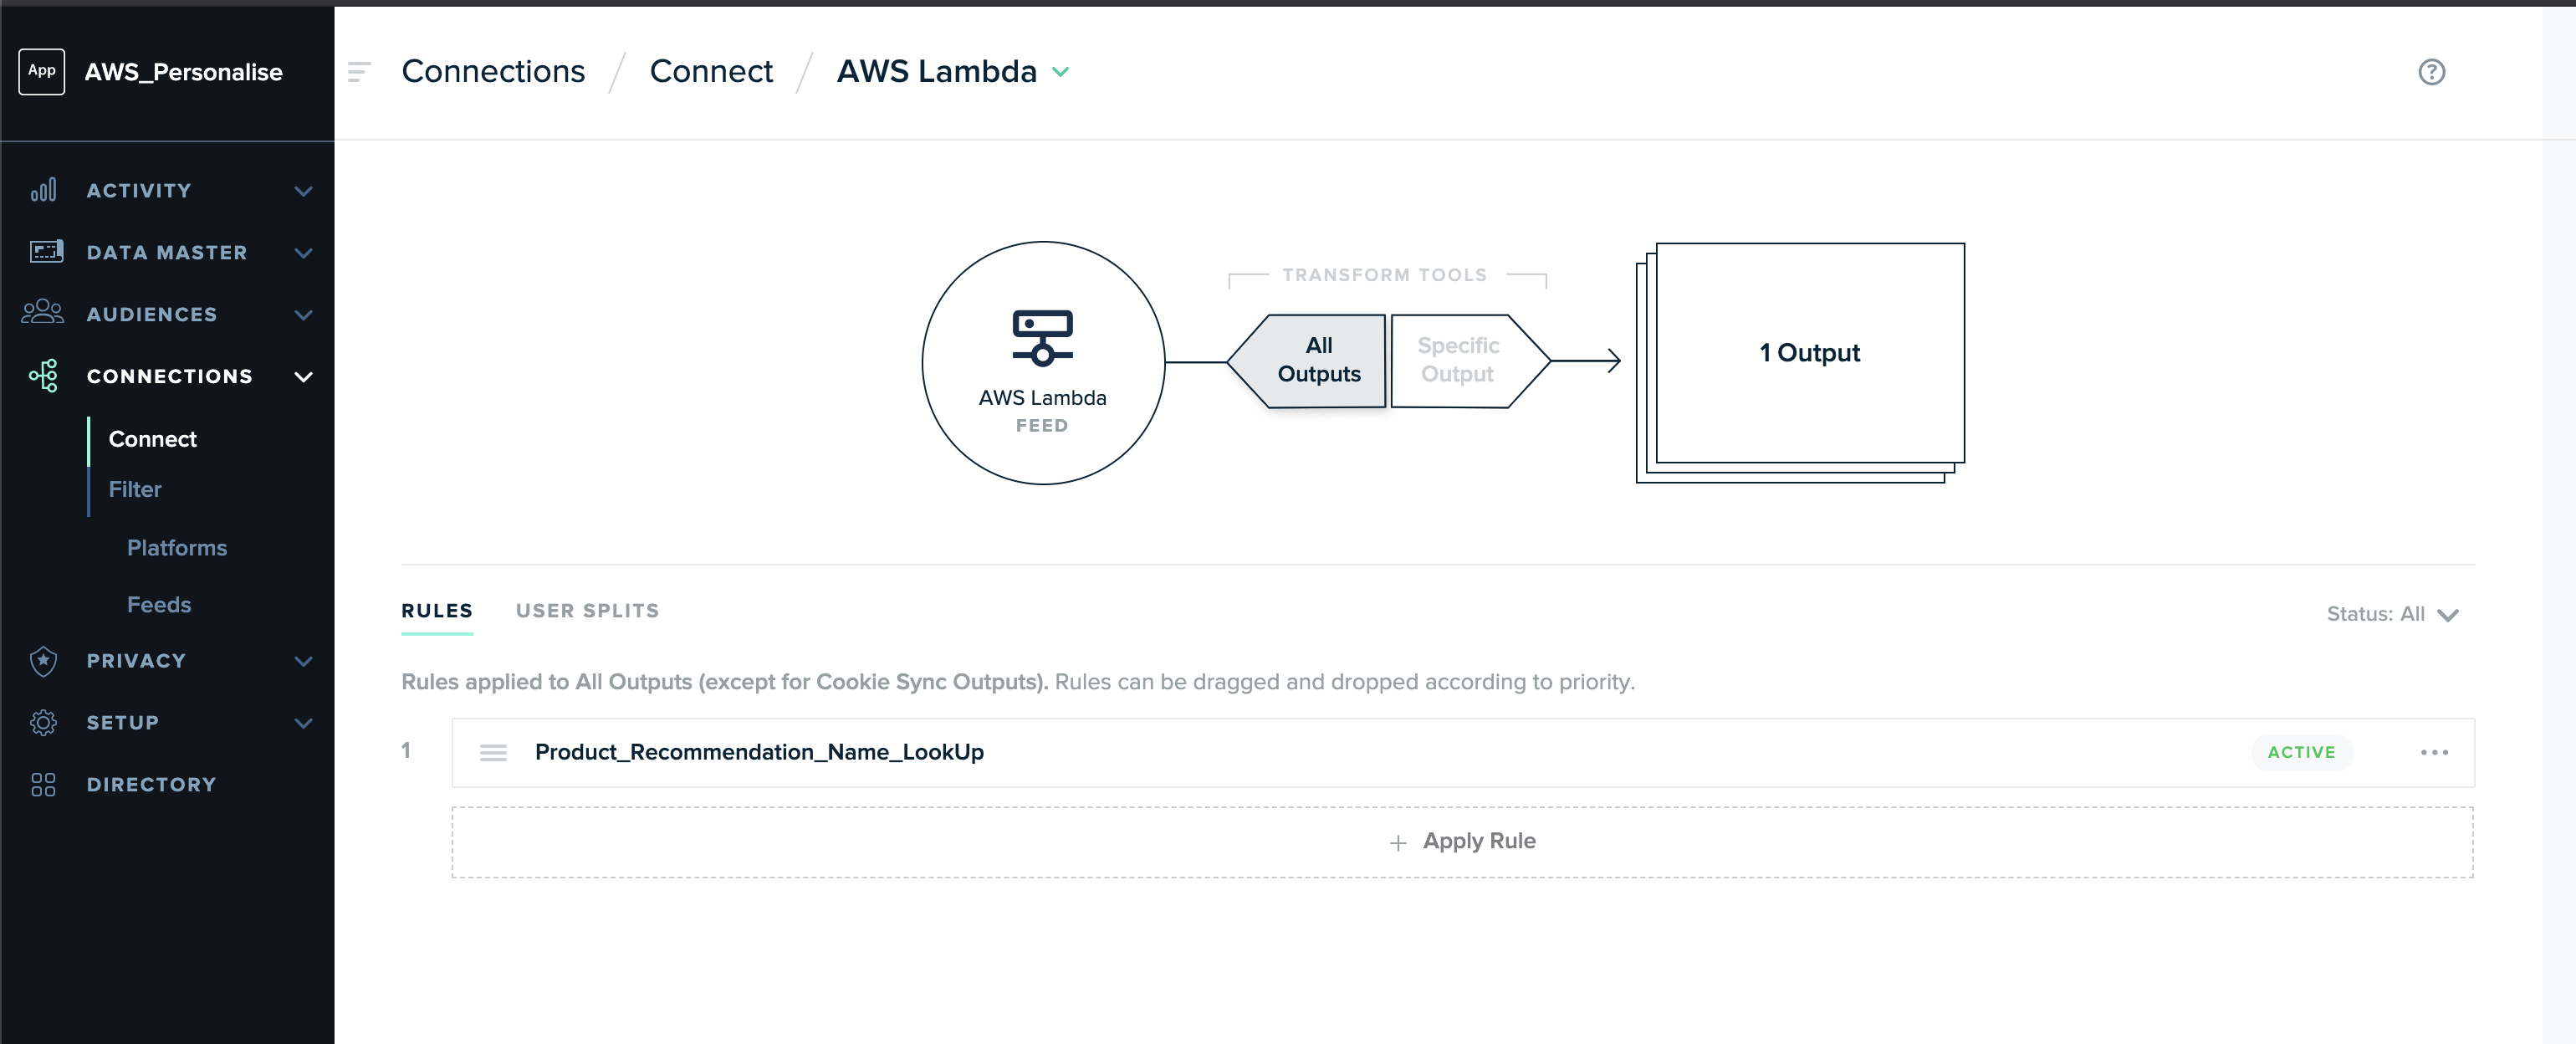 App
AWS_Personalise
ACTIVITY
DATA MASTER
AUDIENCES
CONNECTIONS
Connect
Filter
Platforms
Feeds
PRIVACY
SETUP
DIRECTORY
Connections / Connect / AWS Lambda
?
AWS Lambda
FEED
TRANSFORM TOOLS
All
Outputs
Specific
Output
1 Output
RULES USER SPLITS
Status: All
Rules applied to All Outputs (except for Cookie Sync Outputs). Rules can be dragged and dropped according to priority.
1 Product_Recommendation_Name_LookUp ACTIVE
+ Apply Rule